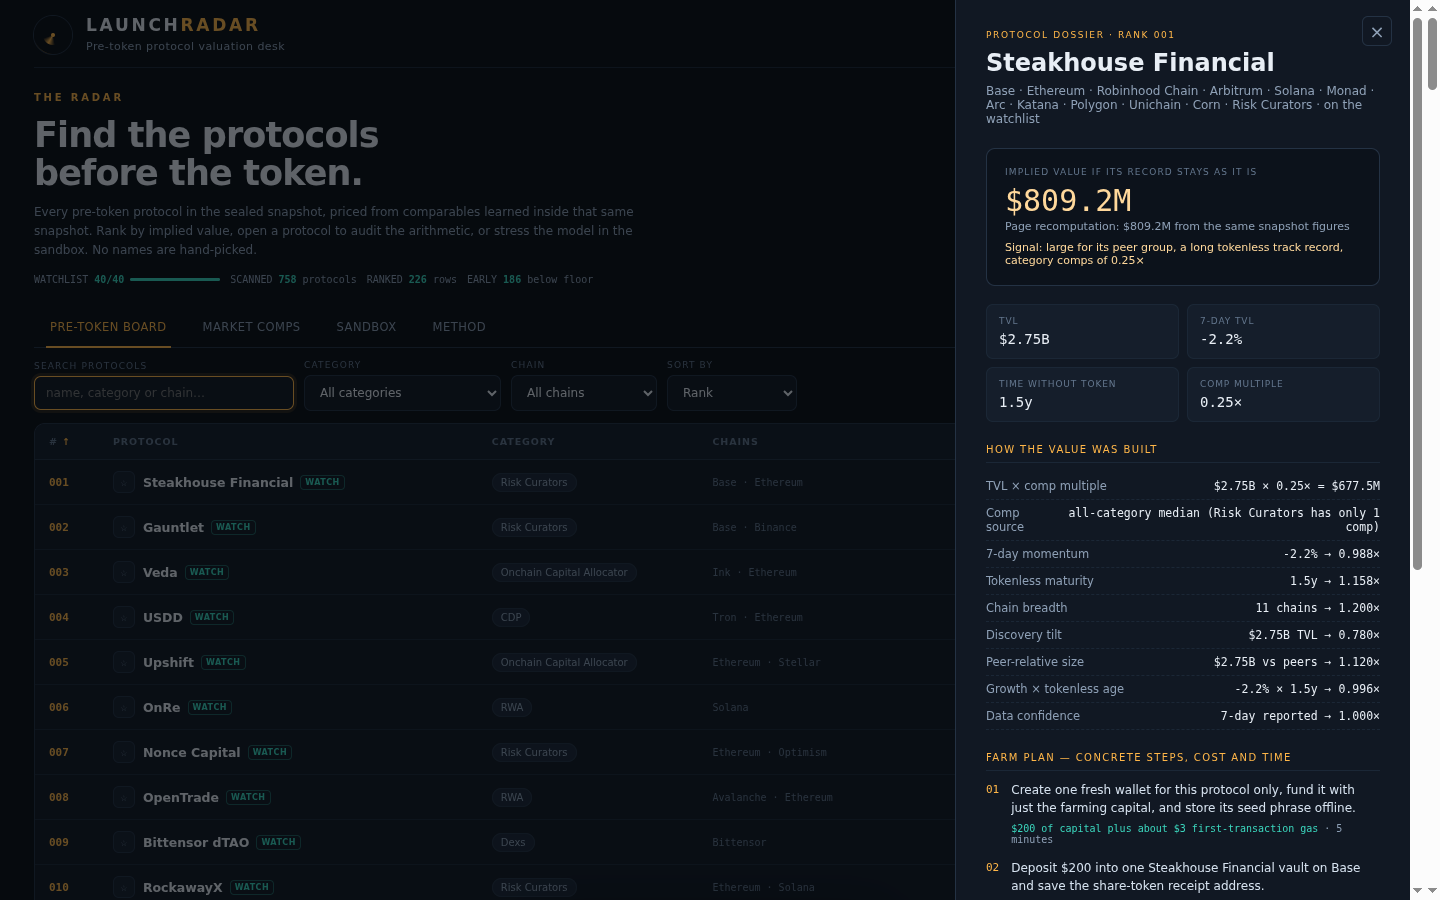 LAUNCHRADAR
Pre-token protocol valuation desk
THE RADAR
Find the protocols
before the token.
Every pre-token protocol in the sealed snapshot, priced from comparables learned inside that same
snapshot. Rank by implied value, open a protocol to audit the arithmetic, or stress the model in the
sandbox. No names are hand-picked.
WATCHLIST 40/40 SCANNED 758 protocols RANKED 226 rows EARLY 186 below floor
PRE-TOKEN BOARD MARKET COMPS SANDBOX METHOD
SEARCH PROTOCOLS CATEGORY CHAIN SORT BY
name, category or chain... All categories All chains Rank
# ↑ PROTOCOL CATEGORY CHAINS
001 Steakhouse Financial WATCH Risk Curators Base · Ethereum
002 Gauntlet WATCH Risk Curators Base · Binance
003 Veda WATCH Onchain Capital Allocator Ink · Ethereum
004 USDD WATCH CDP Tron · Ethereum
005 Upshift WATCH Onchain Capital Allocator Ethereum · Stellar
006 OnRe WATCH RWA Solana
007 Nonce Capital WATCH Risk Curators Ethereum · Optimism
008 OpenTrade WATCH RWA Avalanche · Ethereum
009 Bittensor dTAO WATCH Dexs Bittensor
010 RockawayX WATCH Risk Curators Ethereum · Solana
PROTOCOL DOSSIER · RANK 001
×
Steakhouse Financial
Base · Ethereum · Robinhood Chain · Arbitrum · Solana · Monad ·
Arc · Katana · Polygon · Unichain · Corn · Risk Curators · on the
watchlist
IMPLIED VALUE IF ITS RECORD STAYS AS IT IS
$809.2M
Page recomputation: $809.2M from the same snapshot figures
Signal: large for its peer group, a long tokenless track record,
category comps of 0.25×
TVL
$2.75B
7-DAY TVL
-2.2%
TIME WITHOUT TOKEN
1.5y
COMP MULTIPLE
0.25×
HOW THE VALUE WAS BUILT
TVL × comp multiple $2.75B × 0.25× = $677.5M
Comp source all-category median (Risk Curators has only 1 comp)
7-day momentum -2.2% → 0.988×
Tokenless maturity 1.5y → 1.158×
Chain breadth 11 chains → 1.200×
Discovery tilt $2.75B TVL → 0.780×
Peer-relative size $2.75B vs peers → 1.120×
Growth × tokenless age -2.2% × 1.5y → 0.996×
Data confidence 7-day reported → 1.000×
FARM PLAN — CONCRETE STEPS, COST AND TIME
01 Create one fresh wallet for this protocol only, fund it with
just the farming capital, and store its seed phrase offline.
$200 of capital plus about $3 first-transaction gas · 5
minutes
02 Deposit $200 into one Steakhouse Financial vault on Base
and save the share-token receipt address.